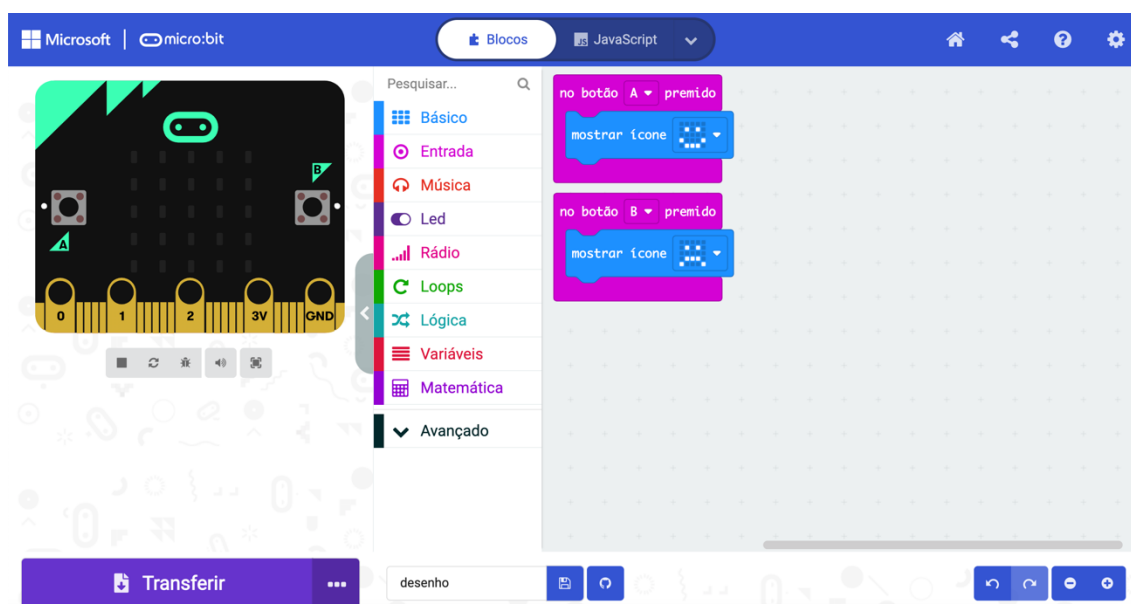 Microsoft | micro:bit
Blocos
JS JavaScript
A
B
0 1 2 3V GND
Pesquisar...
Básico
Entrada
Música
Led
Rádio
Loops
Lógica
Variáveis
Matemática
Avançado
no botão A premido
mostrar ícone
no botão B premido
mostrar ícone
Transferir
desenho